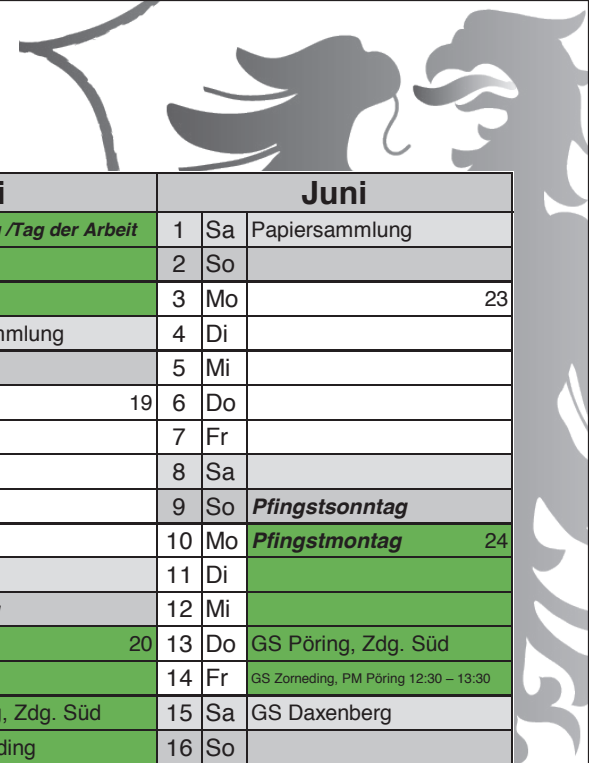 Juni
/Tag der Arbeit 1 Sa Papiersammlung
2 So
3 Mo 23
4 Di
5 Mi
19 6 Do
7 Fr
8 Sa
9 So Pfingstsonntag
10 Mo Pfingstmontag 24
11 Di
12 Mi
20 13 Do GS Pöring, Zdg. Süd
14 Fr GS Zorneding, PM Pöring 12:30 – 13:30
, Zdg. Süd 15 Sa GS Daxenberg
16 So